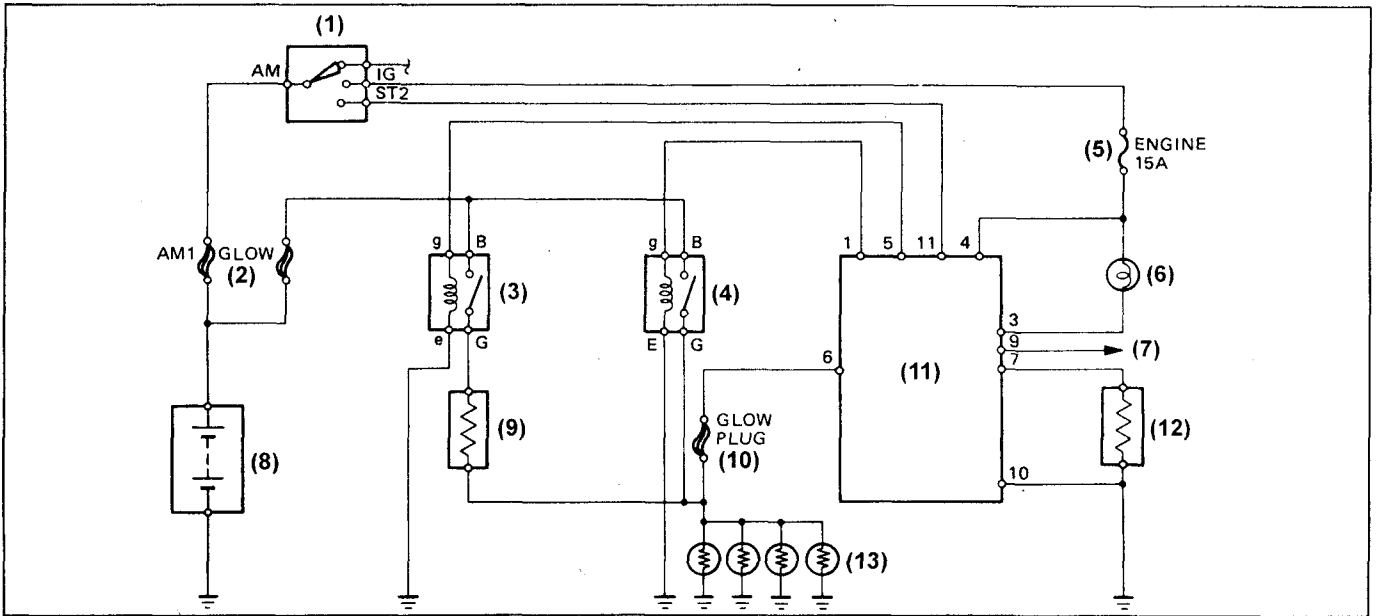 (1)
AM
IG
ST2
(5)
ENGINE
15A
AM1
GLOW
(2)
g
B
(3)
e
G
g
B
(4)
E
G
1
5
11
4
(6)
3
9
(7)
7
6
(11)
(8)
(9)
GLOW
PLUG
(10)
(12)
10
(13)